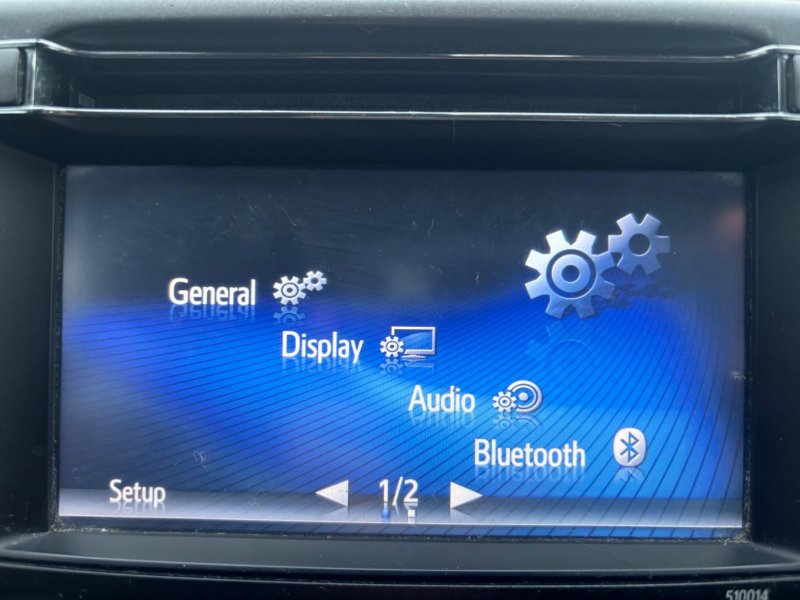 General
Display
Audio
Bluetooth
Setup
1/2
510014